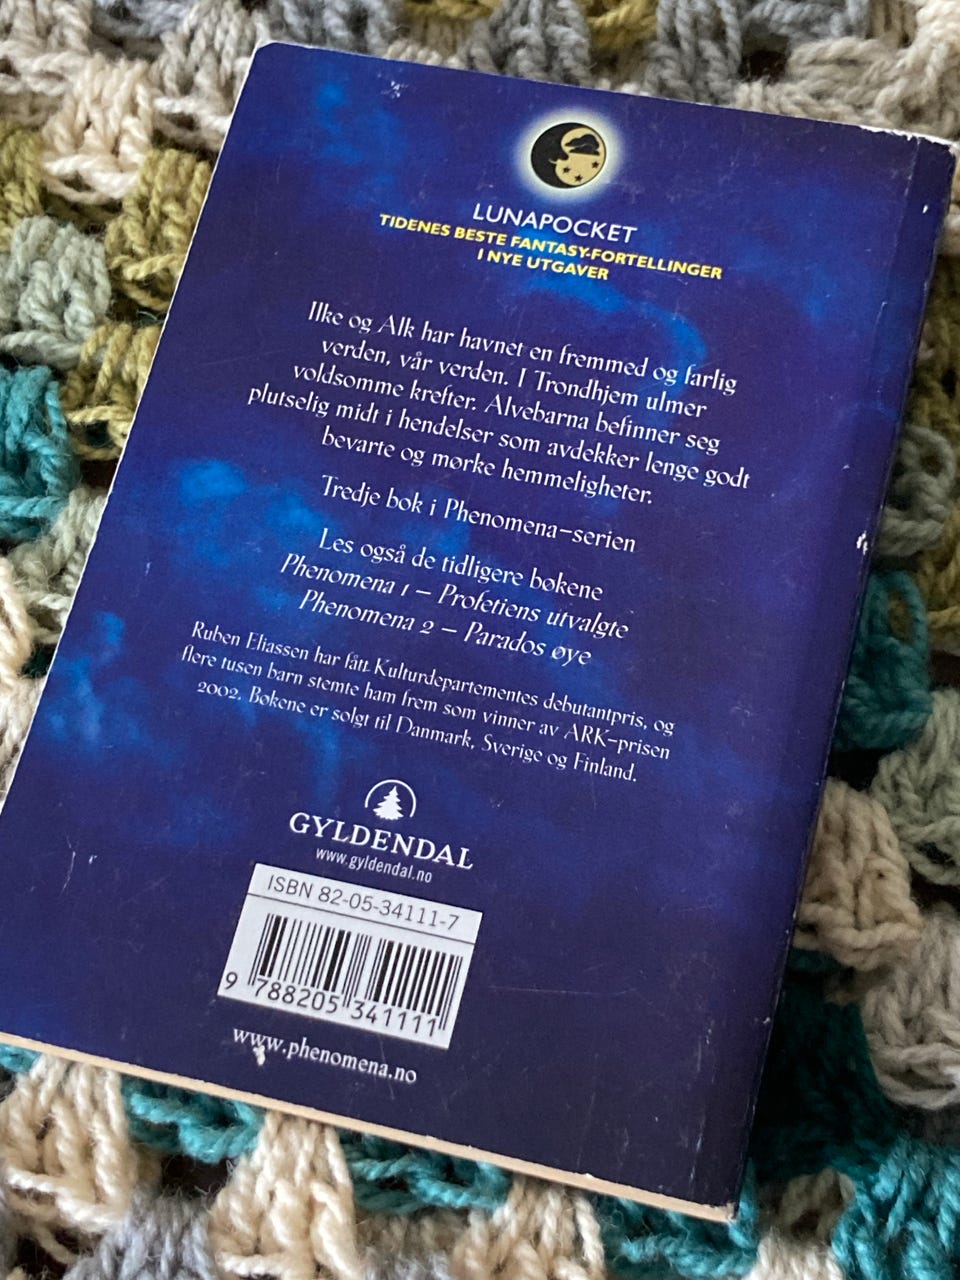 LUNAPOCKET
TIDENES BESTE FANTASY-FORTELLINGER
I NYE UTGAVER
Ilke og Alk har havnet en fremmed og farlig
verden, vår verden. I Trondhjem ulmer
voldsomme krefter. Alvebarna befinner seg
plutselig midt i hendelser som avdekker lenge godt
bevarte og mørke hemmeligheter.
Tredje bok i Phenomena-serien
Les også de tidligere bøkene
Phenomena 1 – Profetiens utvalgte
Phenomena 2 – Parados øye
Ruben Eliassen har fått Kulturdepartementes debutantpris, og
flere tusen barn stemte ham frem som vinner av ARK-prisen
2002. Bøkene er solgt til Danmark, Sverige og Finland.
GYLDENDAL
www.gyldendal.no
ISBN 82-05-34111-7
9 788205 341111
www.phenomena.no